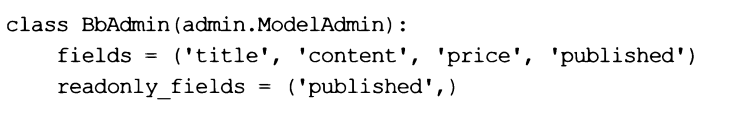 class BbAdmin(admin.ModelAdmin):
    fields = ('title', 'content', 'price', 'published')
    readonly_fields = ('published',)